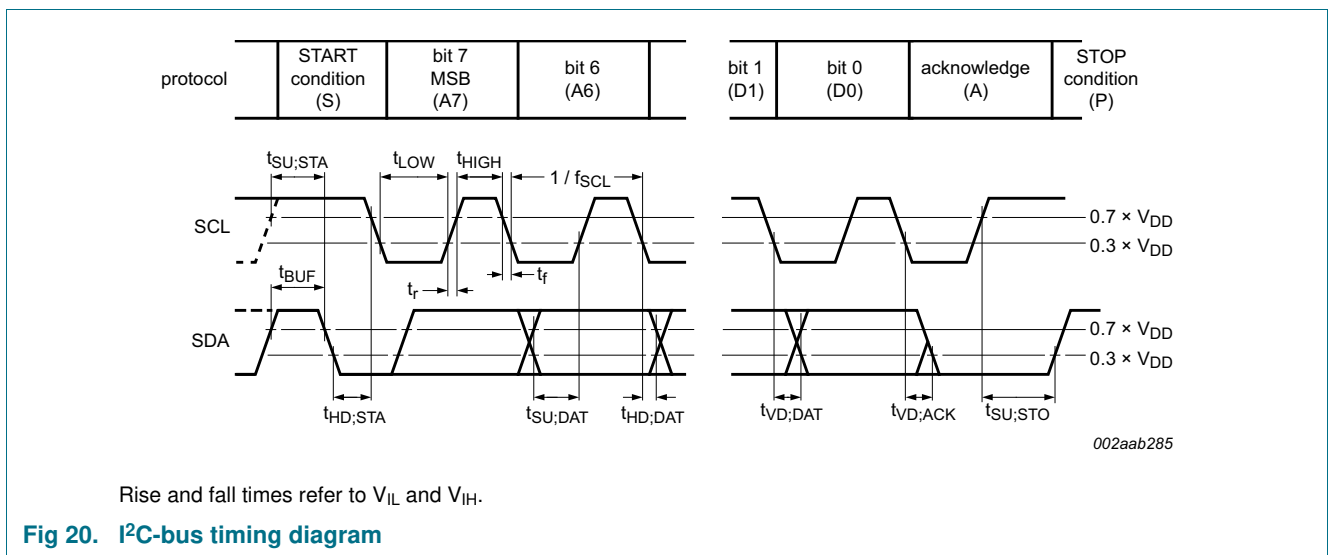 protocol
START
condition
(S)
bit 7
MSB
(A7)
bit 6
(A6)
bit 1
(D1)
bit 0
(D0)
acknowledge
(A)
STOP
condition
(P)
tSU;STA
tLOW
tHIGH
1 / fSCL
SCL
0.7 × VDD
0.3 × VDD
tBUF
tr
tf
SDA
0.7 × VDD
0.3 × VDD
tHD;STA
tSU;DAT
tHD;DAT
tVD;DAT
tVD;ACK
tSU;STO
002aab285
Rise and fall times refer to VIL and VIH.
Fig 20. I²C-bus timing diagram